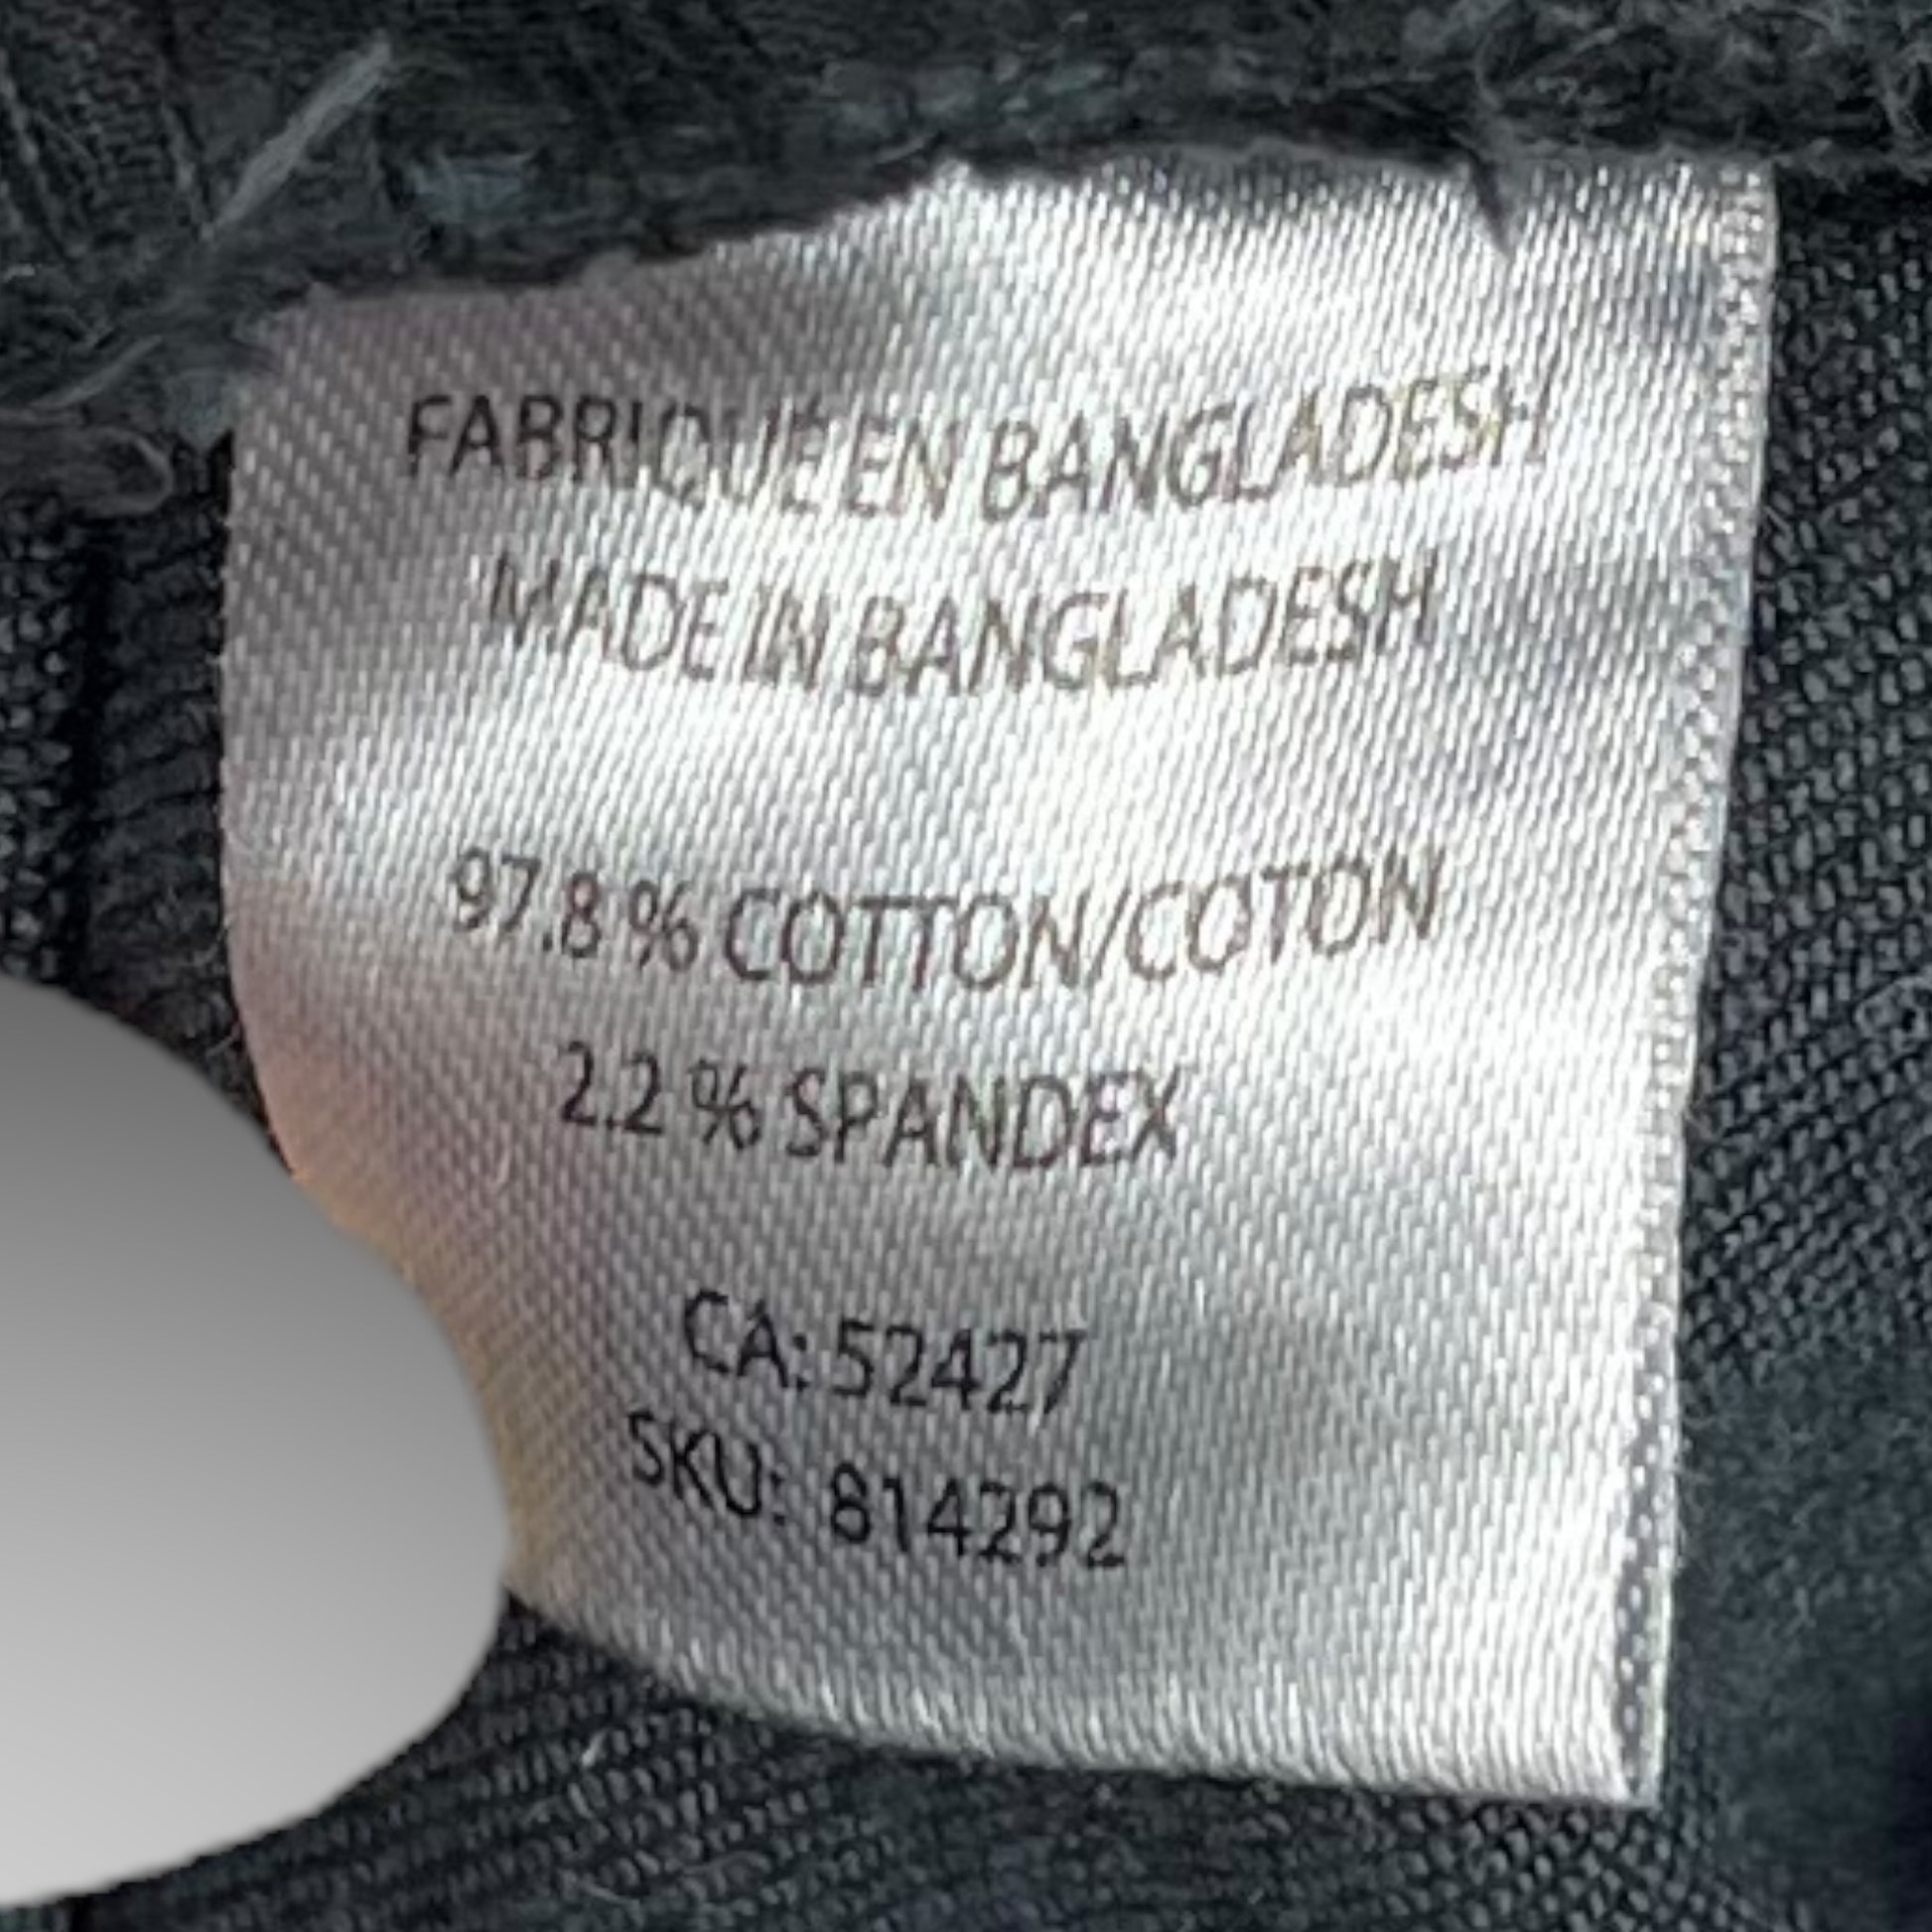 FABRIQUÉ EN BANGLADESH
MADE IN BANGLADESH
97.8 % COTTON/COTON
2.2 % SPANDEX
CA: 52427
SKU: 814292